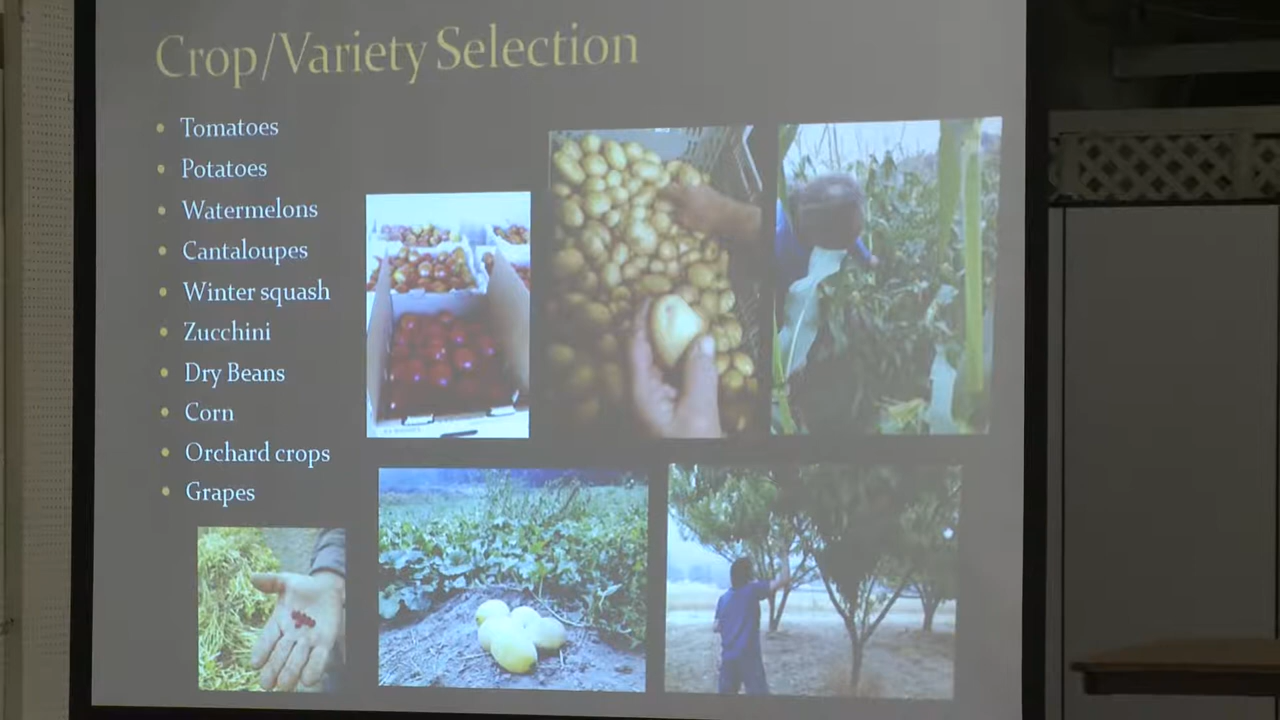 Crop/Variety Selection
Tomatoes
Potatoes
Watermelons
Cantaloupes
Winter squash
Zucchini
Dry Beans
Corn
Orchard crops
Grapes